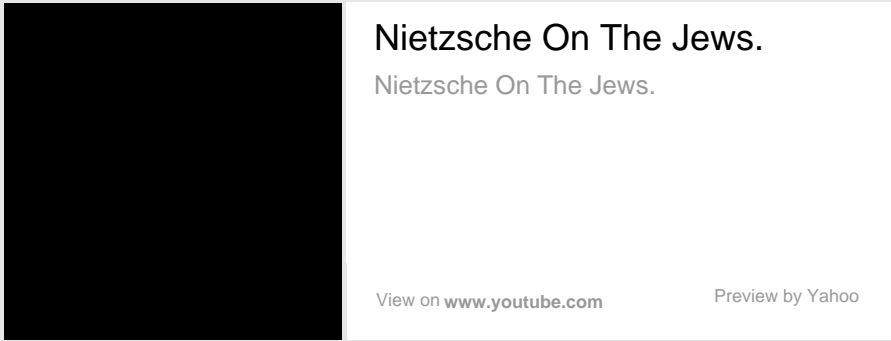 Nietzsche On The Jews.
Nietzsche On The Jews.
View on www.youtube.com
Preview by Yahoo